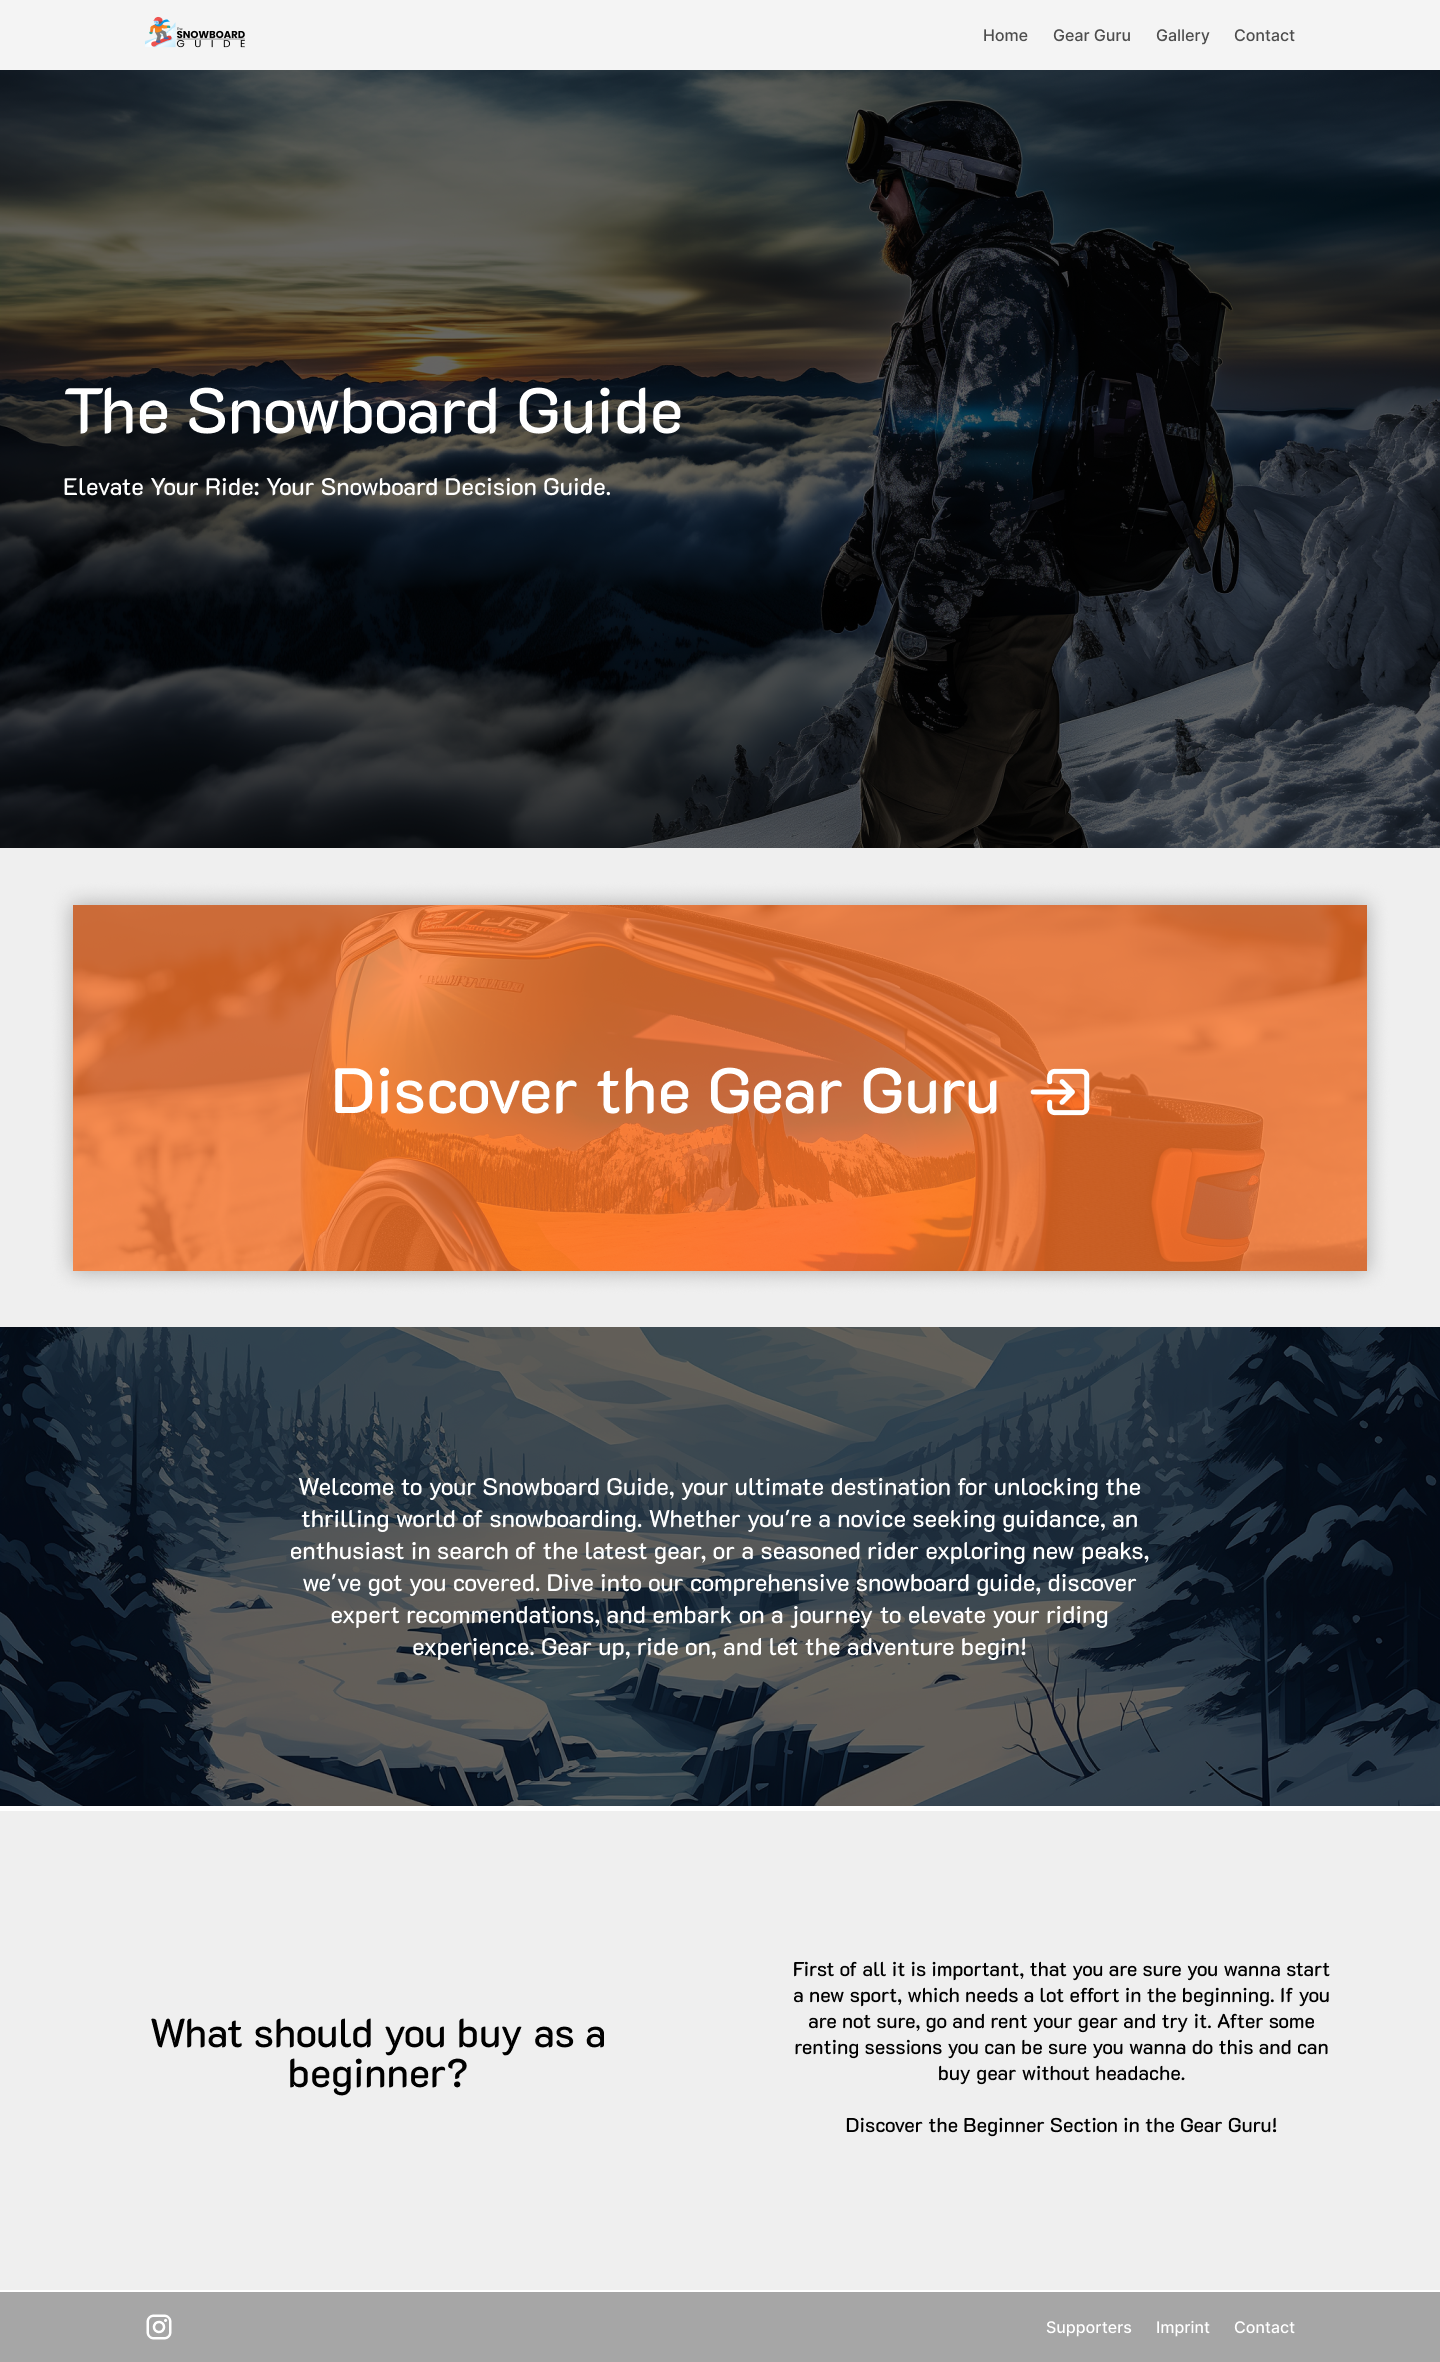 SNOWBOARD
GUIDE
Home Gear Guru Gallery Contact
The Snowboard Guide
Elevate Your Ride: Your Snowboard Decision Guide.
Discover the Gear Guru
Welcome to your Snowboard Guide, your ultimate destination for unlocking the
thrilling world of snowboarding. Whether you're a novice seeking guidance, an
enthusiast in search of the latest gear, or a seasoned rider exploring new peaks,
we've got you covered. Dive into our comprehensive snowboard guide, discover
expert recommendations, and embark on a journey to elevate your riding
experience. Gear up, ride on, and let the adventure begin!
What should you buy as a
beginner?
First of all it is important, that you are sure you wanna start
a new sport, which needs a lot effort in the beginning. If you
are not sure, go and rent your gear and try it. After some
renting sessions you can be sure you wanna do this and can
buy gear without headache.
Discover the Beginner Section in the Gear Guru!
Supporters Imprint Contact